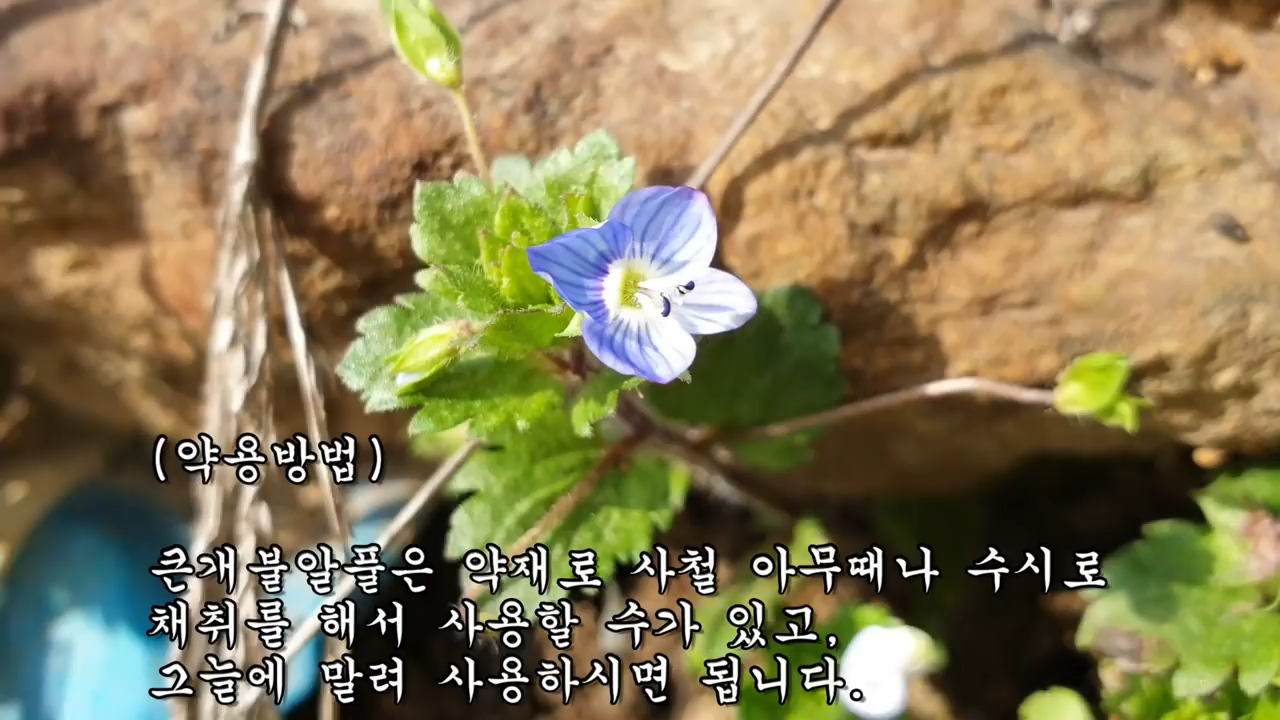 (약용방법)
큰개불알풀은 약재로 사철 아무때나 수시로
채취를 해서 사용할 수가 있고,
그늘에 말려 사용하시면 됩니다.